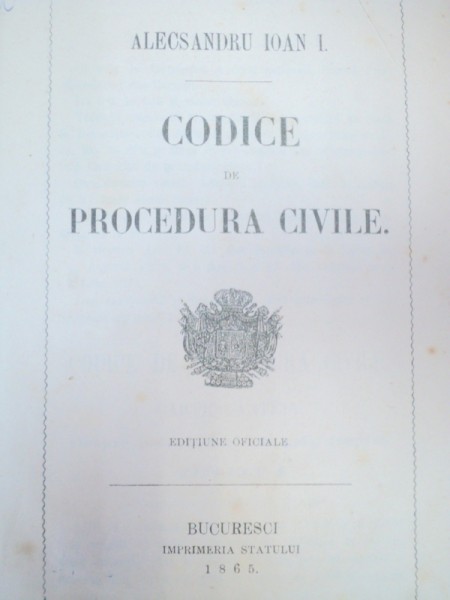 ALECSANDRU IOAN I.
CODICE
DE
PROCEDURA CIVILE.
EDIȚIUNE OFICIALE
BUCURESCI
IMPRIMERIA STATULUI
1865.